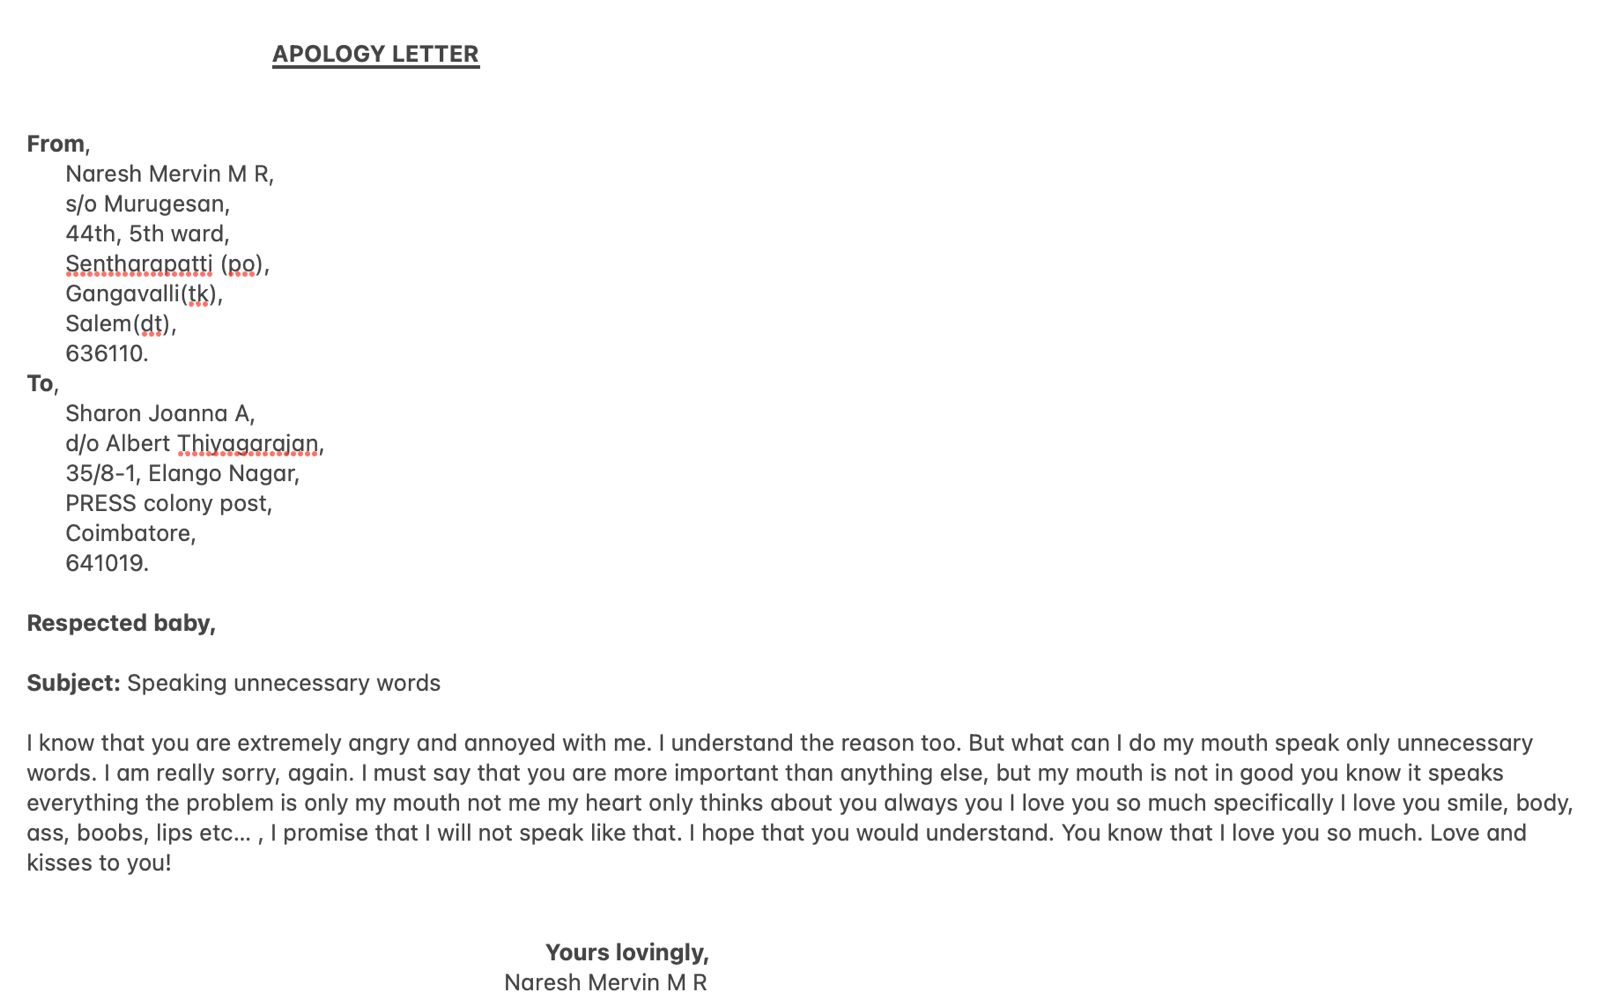 APOLOGY LETTER
From,
Naresh Mervin M R,
s/o Murugesan,
44th, 5th ward,
Sentharapatti (po),
Gangavalli(tk),
Salem(dt),
636110.
To,
Sharon Joanna A,
d/o Albert Thiyagarajan,
35/8-1, Elango Nagar,
PRESS colony post,
Coimbatore,
641019.
Respected baby,
Subject: Speaking unnecessary words
I know that you are extremely angry and annoyed with me. I understand the reason too. But what can I do my mouth speak only unnecessary
words. I am really sorry, again. I must say that you are more important than anything else, but my mouth is not in good you know it speaks
everything the problem is only my mouth not me my heart only thinks about you always you I love you so much specifically I love you smile, body,
ass, boobs, lips etc... , I promise that I will not speak like that. I hope that you would understand. You know that I love you so much. Love and
kisses to you!
Yours lovingly,
Naresh Mervin M R